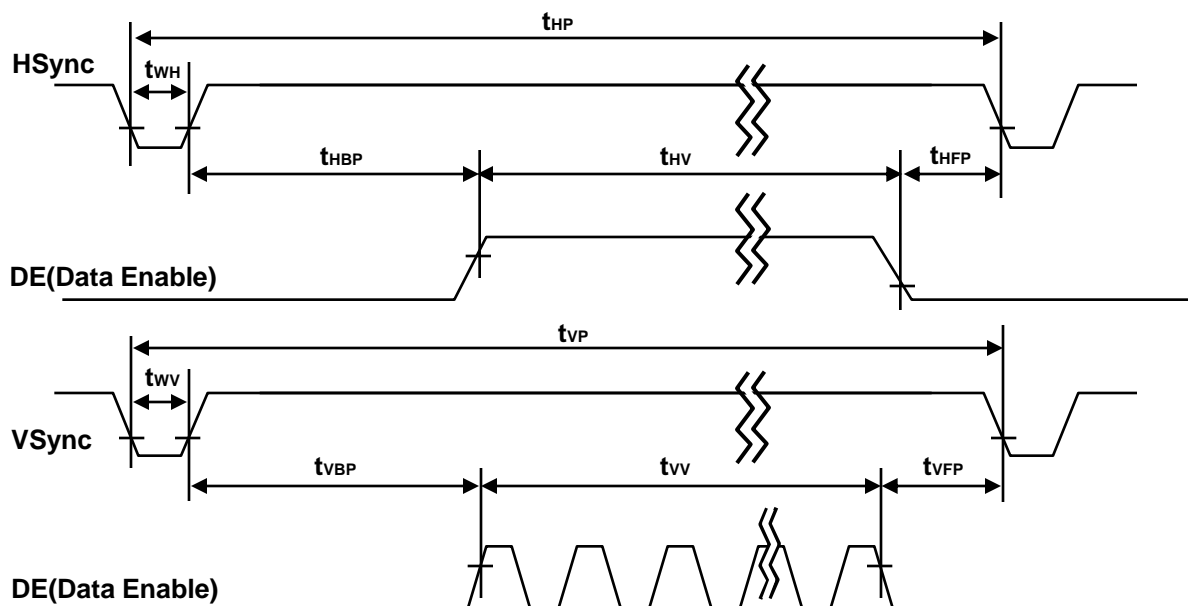 tHP
HSync
tWH
tHBP
tHV
tHFP
DE(Data Enable)
tVP
tWV
VSync
tVBP
tVV
tVFP
DE(Data Enable)